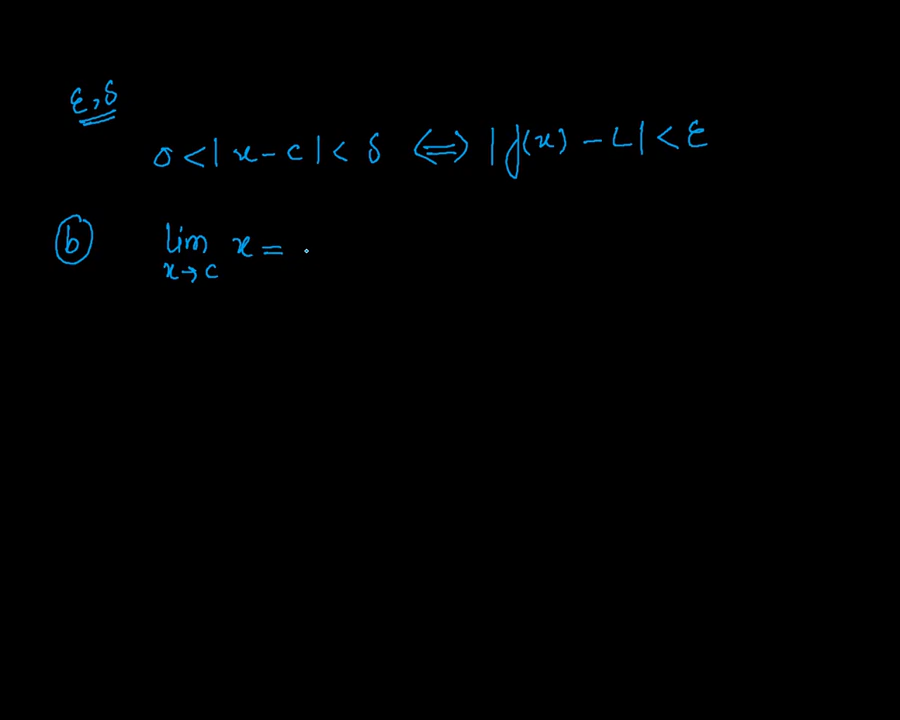 ε, δ
0 < | x - c | < δ ⟺ | f(x) - L | < ε
ⓑ lim x→c x =